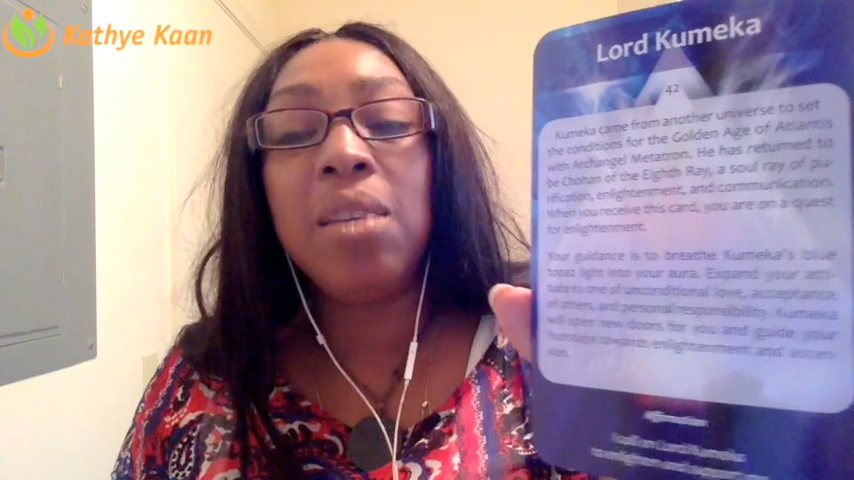 Kathye Kaan
Lord Kumeka
42
Kumeka came from another universe to set
the conditions for the Golden Age of Atlantis
with Archangel Metatron. He has returned to
be Chohan of the Eighth Ray, a soul ray of pu-
rification, enlightenment, and communication.
When you receive this card, you are on a quest
for enlightenment.
Your guidance is to breathe Kumeka's blue
topaz light into your aura. Expand your atti-
tude to one of unconditional love, acceptance
of others, and personal responsibility. Kumeka
will open new doors for you and guide your
footsteps towards enlightenment and ascen-
sion.
Affirmation